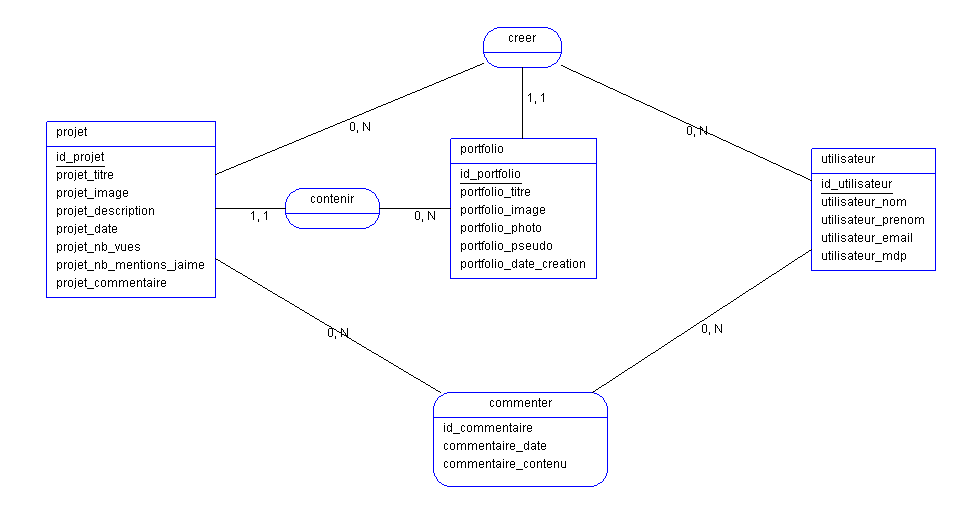 creer
1, 1
0, N
0, N
projet
id_projet
projet_titre
projet_image
projet_description
projet_date
projet_nb_vues
projet_nb_mentions_jaime
projet_commentaire
contenir
1, 1
0, N
portfolio
id_portfolio
portfolio_titre
portfolio_image
portfolio_photo
portfolio_pseudo
portfolio_date_creation
utilisateur
id_utilisateur
utilisateur_nom
utilisateur_prenom
utilisateur_email
utilisateur_mdp
0, N
0, N
commenter
id_commentaire
commentaire_date
commentaire_contenu